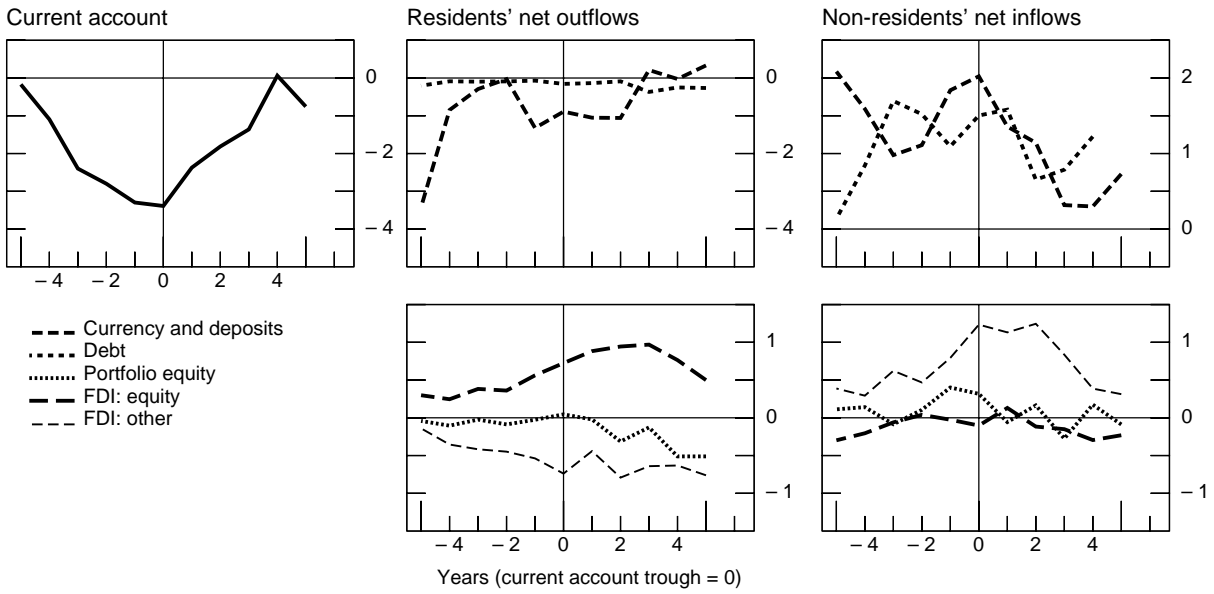 Current account
Residents’ net outflows
Non-residents’ net inflows
0
– 2
– 4
0
– 2
– 4
2
1
0
– 4 – 2 0 2 4
Currency and deposits
Debt
Portfolio equity
FDI: equity
FDI: other
1
0
– 1
1
0
– 1
– 4 – 2 0 2 4
– 4 – 2 0 2 4
Years (current account trough = 0)